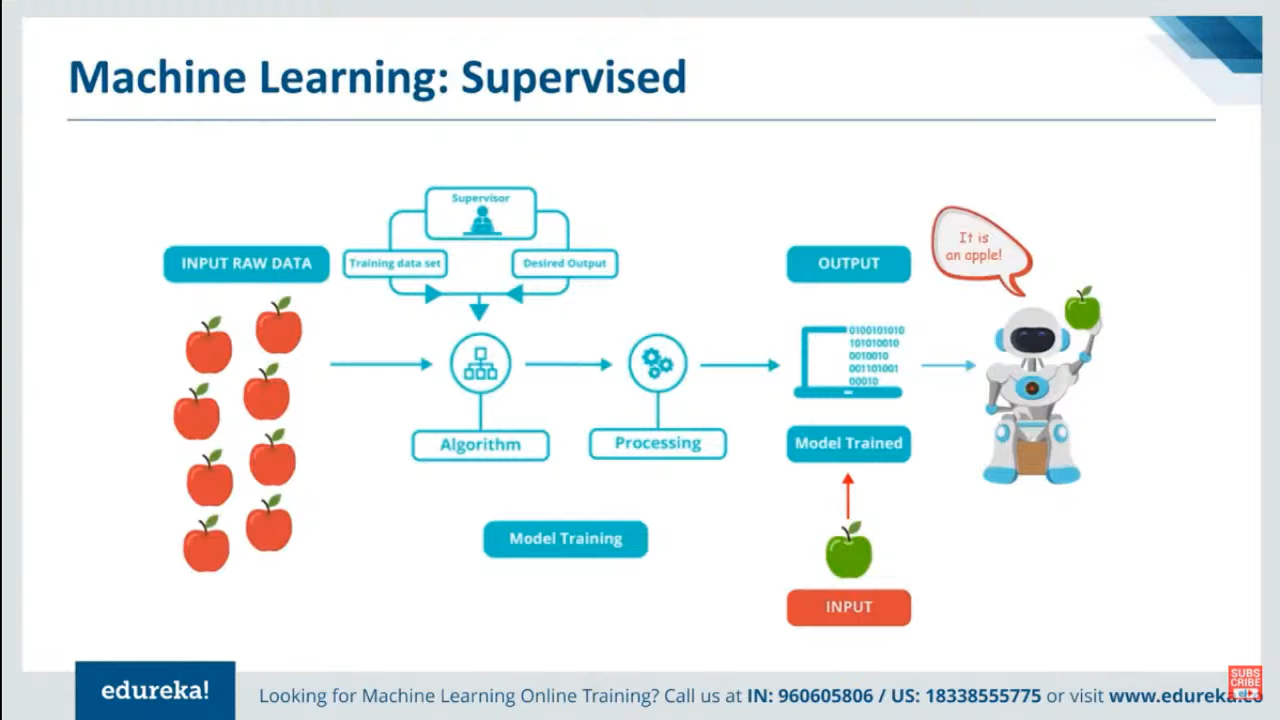 Machine Learning: Supervised
Supervisor
INPUT RAW DATA
Training data set
Desired Output
OUTPUT
It is
an apple!
0100101010
101010010
0010010
001101001
00010
Algorithm
Processing
Model Trained
Model Training
INPUT
edureka!
Looking for Machine Learning Online Training? Call us at IN: 960605806 / US: 18338555775 or visit www.edureka.co
SUBS
CRIBE